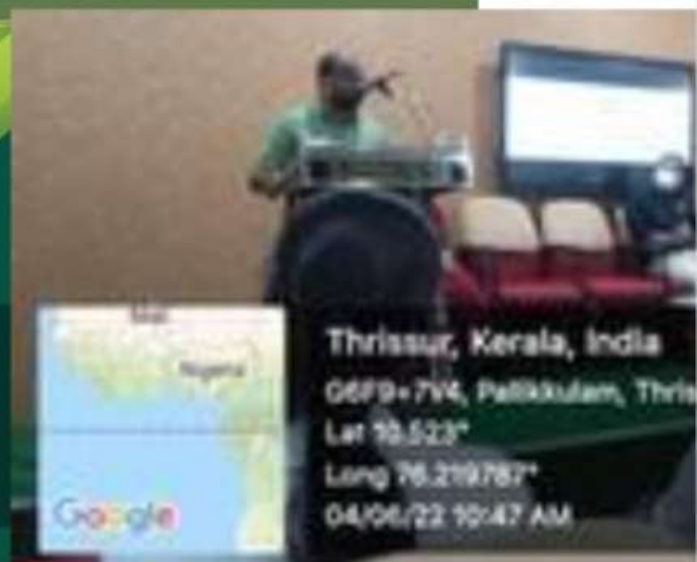 Nigeria
Google
Thrissur, Kerala, India
G6F9+7V4, Pallikkulam, Thris
Lat 10.523°
Long 76.219787°
04/06/22 10:47 AM